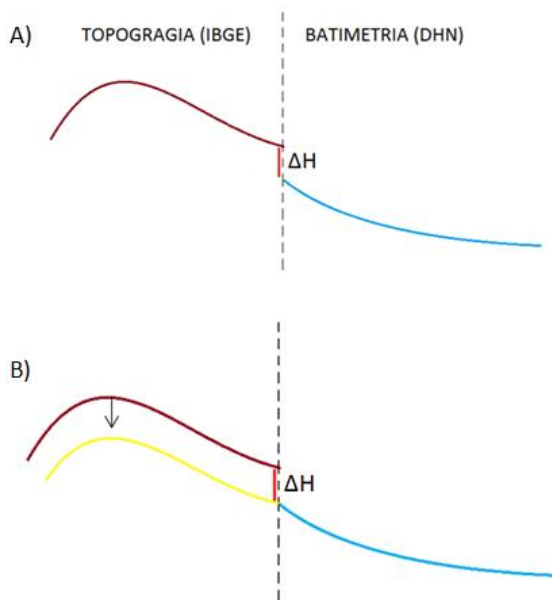 A) TOPOGRAGIA (IBGE) BATIMETRIA (DHN)
ΔH
B)
ΔH